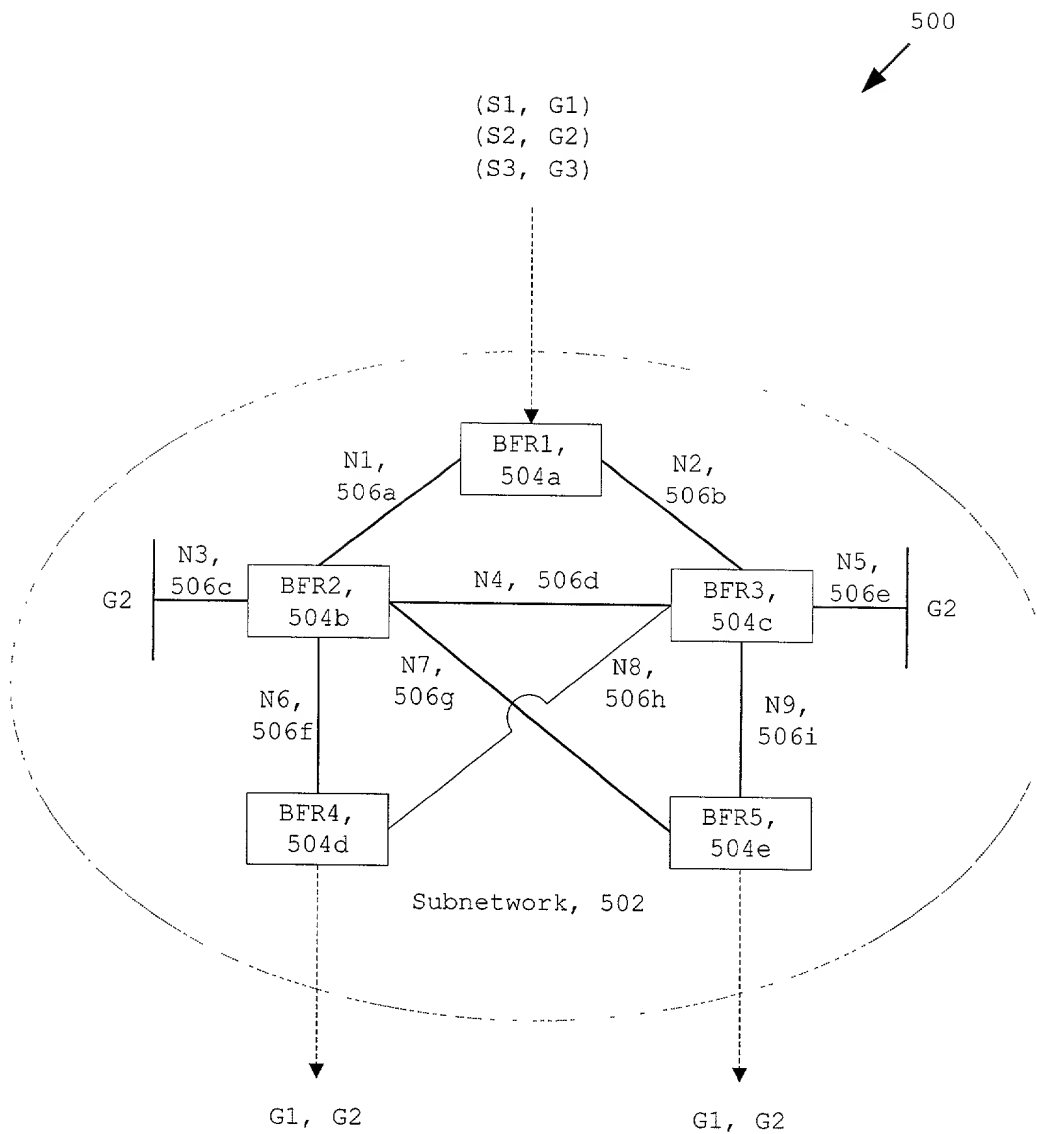 500
(S1, G1)
(S2, G2)
(S3, G3)
BFR1,
504a
N1,
506a
N2,
506b
N3,
506c
G2
BFR2,
504b
N4, 506d
BFR3,
504c
N5,
506e
G2
N7,
506g
N8,
506h
N6,
506f
N9,
506i
BFR4,
504d
BFR5,
504e
Subnetwork, 502
G1, G2
G1, G2